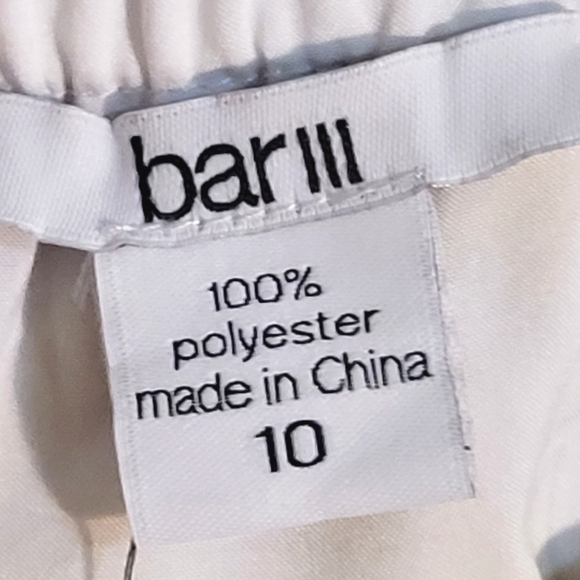 bar III
100%
polyester
made in China
10